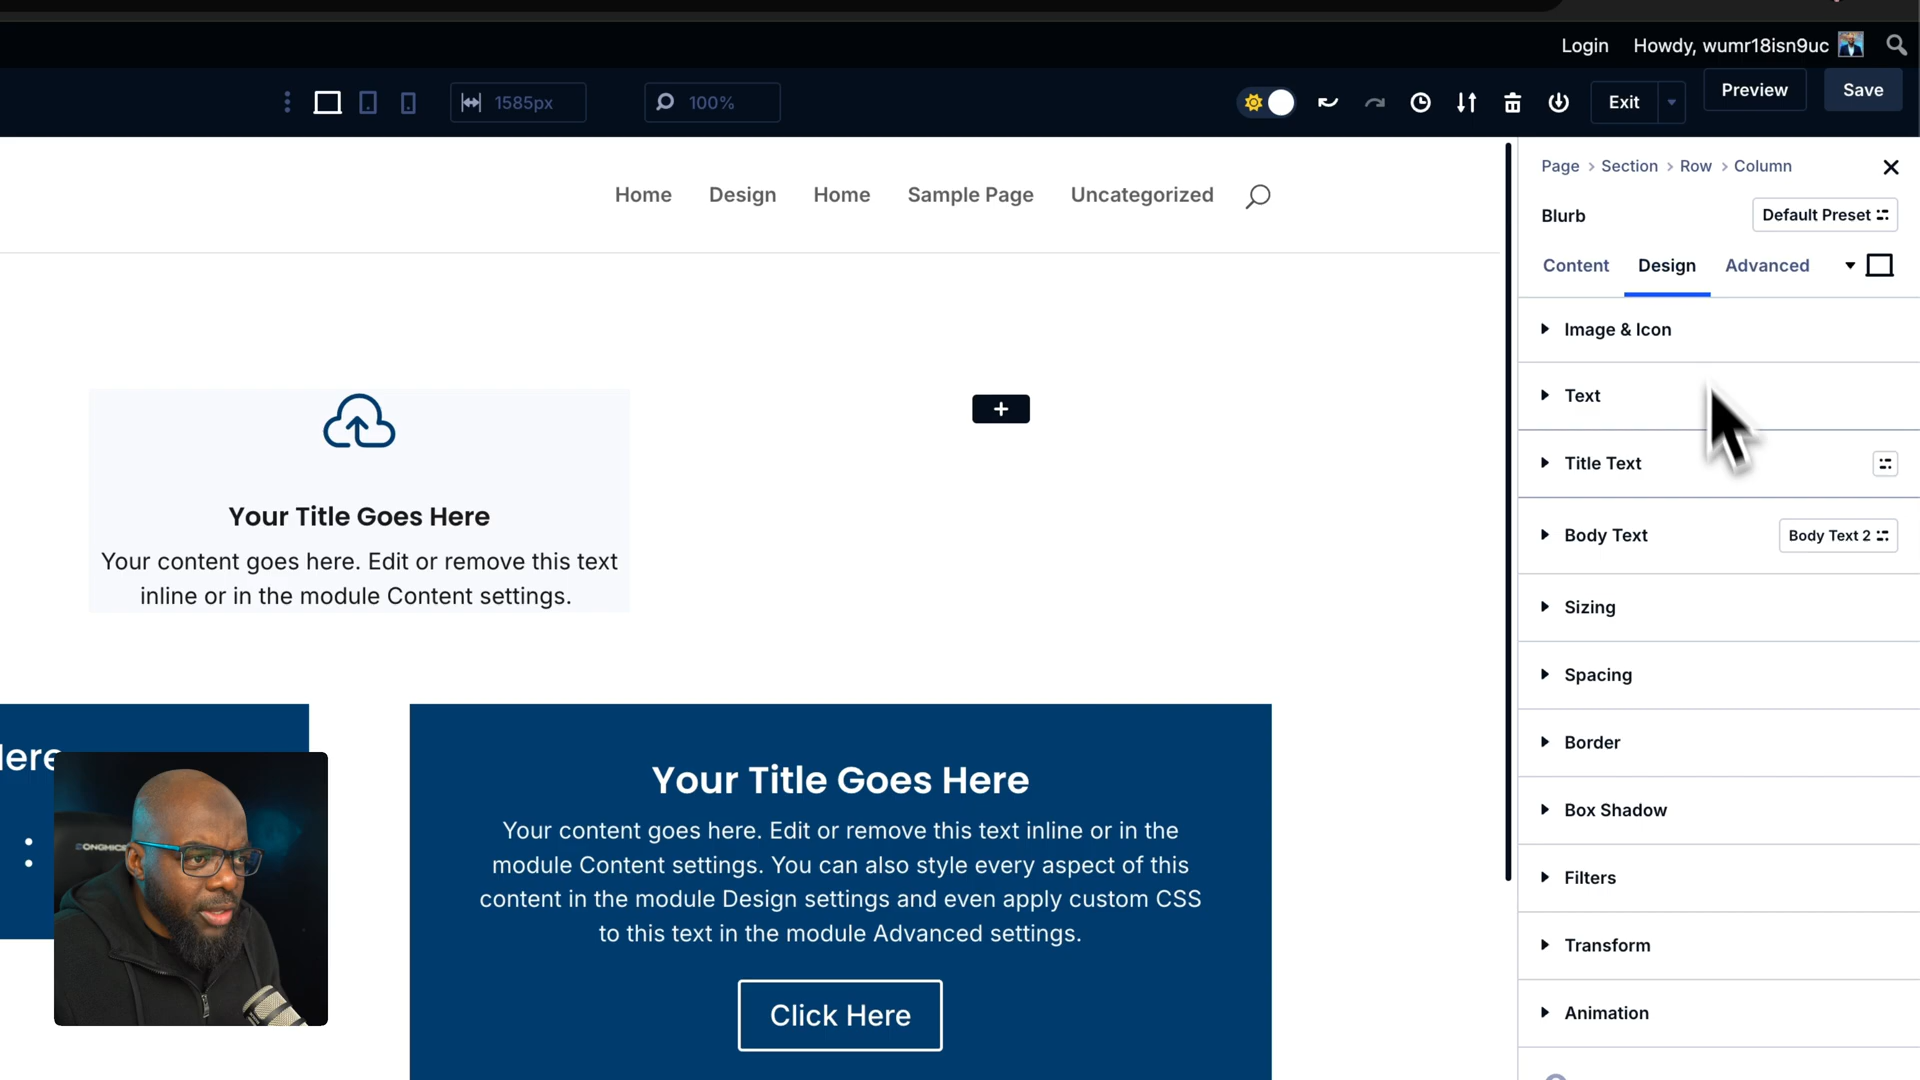 Login Howdy, wumr18isn9uc
1585px 100% Exit Preview Save
Page Section Row Column
Home Design Home Sample Page Uncategorized
Blurb Default Preset
Content Design Advanced
Image & Icon
Text
Title Text
Body Text Body Text 2
Sizing
Spacing
Border
Box Shadow
Filters
Transform
Animation
Your Title Goes Here
Your content goes here. Edit or remove this text
inline or in the module Content settings.
Here
Your Title Goes Here
Your content goes here. Edit or remove this text inline or in the
module Content settings. You can also style every aspect of this
content in the module Design settings and even apply custom CSS
to this text in the module Advanced settings.
Click Here